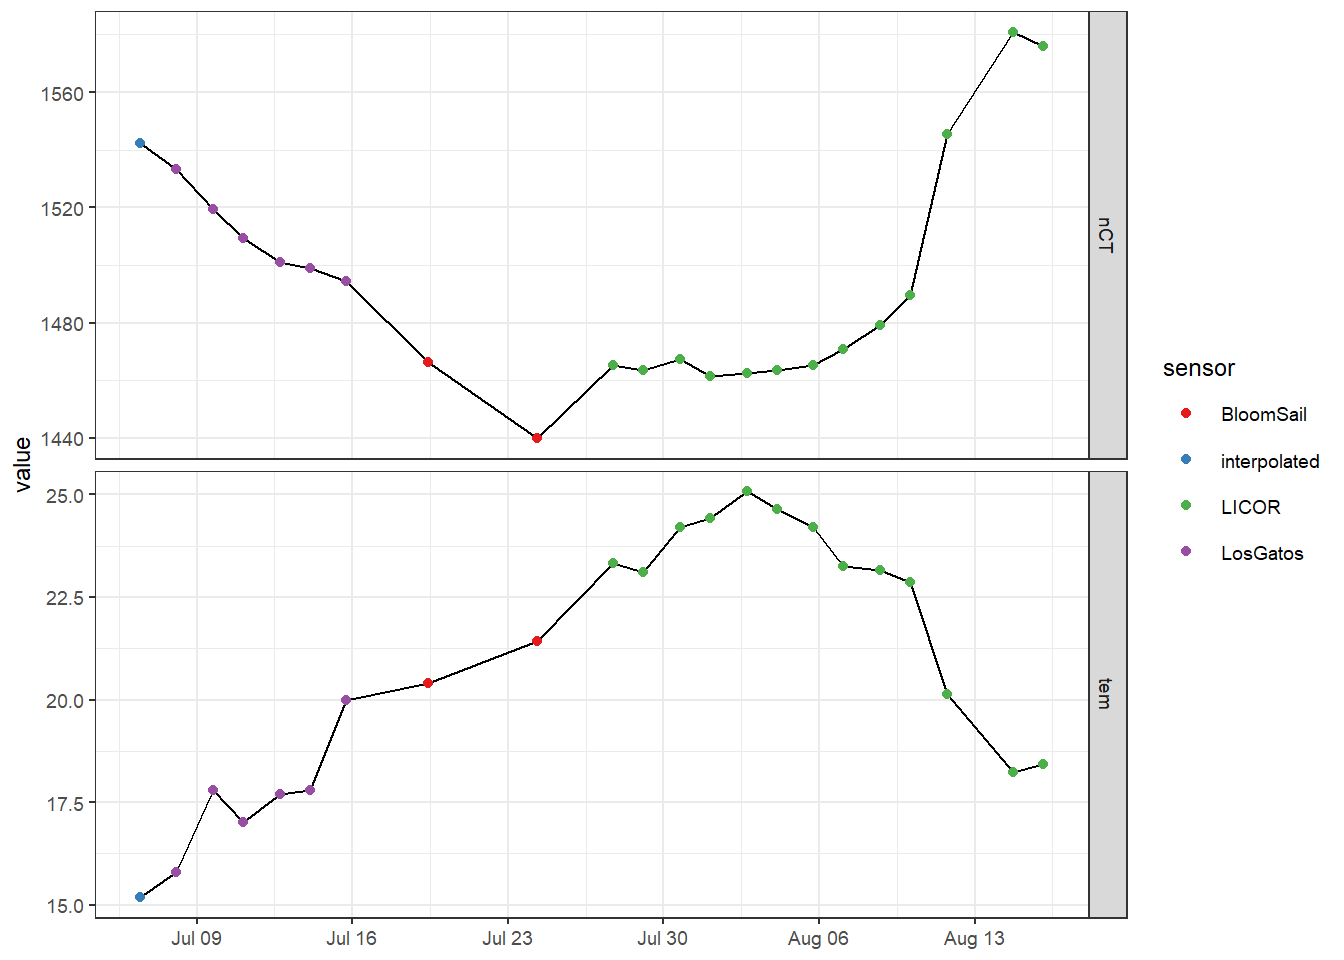 1560
1520
1480
1440
nCT
value
25.0
22.5
20.0
17.5
15.0
tem
Jul 09 Jul 16 Jul 23 Jul 30 Aug 06 Aug 13
sensor
BloomSail
interpolated
LICOR
LosGatos